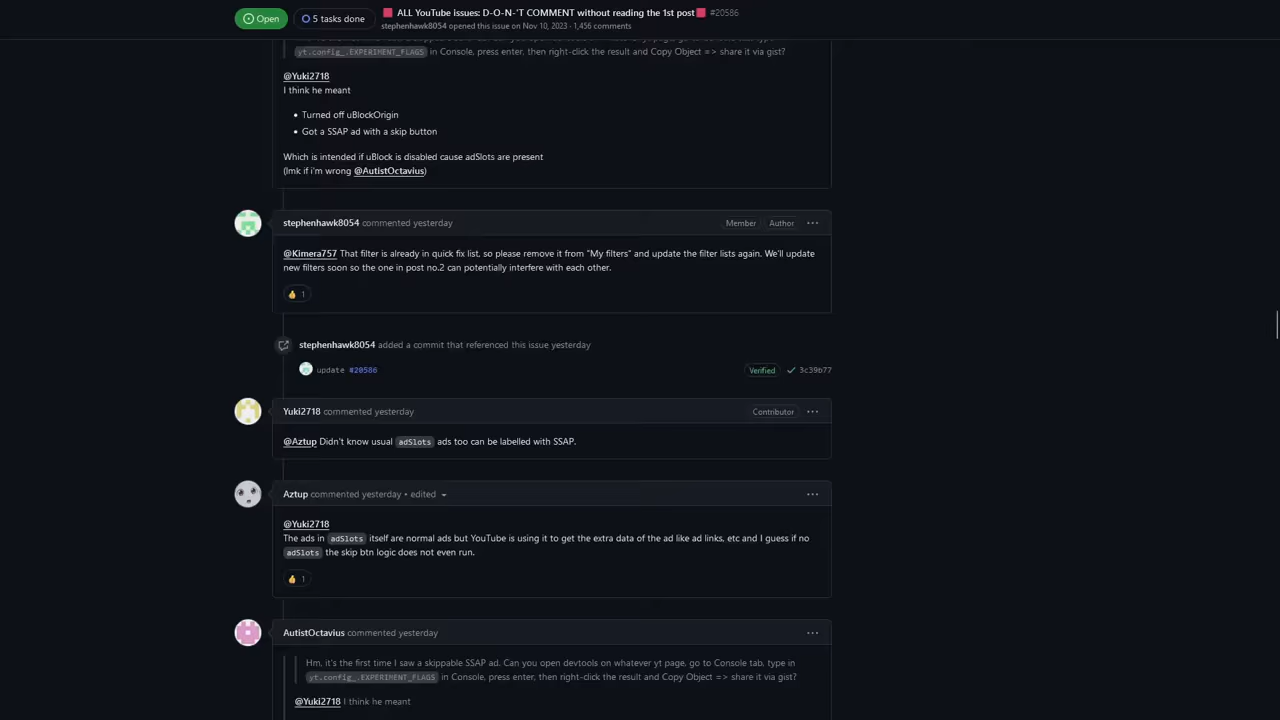 Open
5 tasks done
ALL YouTube issues: D-O-N-'T COMMENT without reading the 1st post #20586
stephenhawk8054 opened this issue on Nov 10, 2023 · 1,456 comments
yt.config_.EXPERIMENT_FLAGS in Console, press enter, then right-click the result and Copy Object => share it via gist?
@Yuki2718
I think he meant
• Turned off uBlockOrigin
• Got a SSAP ad with a skip button
Which is intended if uBlock is disabled cause adSlots are present
(lmk if i'm wrong @AutistOctavius)
stephenhawk8054 commented yesterday
Member Author ···
@Kimera757 That filter is already in quick fix list, so please remove it from "My filters" and update the filter lists again. We'll update
new filters soon so the one in post no.2 can potentially interfere with each other.
👍 1
stephenhawk8054 added a commit that referenced this issue yesterday
update #20586
Verified 3c39b77
Yuki2718 commented yesterday
Contributor ···
@Aztup Didn't know usual adSlots ads too can be labelled with SSAP.
Aztup commented yesterday • edited
···
@Yuki2718
The ads in adSlots itself are normal ads but YouTube is using it to get the extra data of the ad like ad links, etc and I guess if no
adSlots the skip btn logic does not even run.
👍 1
AutistOctavius commented yesterday
···
Hm, it's the first time I saw a skippable SSAP ad. Can you open devtools on whatever yt page, go to Console tab, type in
yt.config_.EXPERIMENT_FLAGS in Console, press enter, then right-click the result and Copy Object => share it via gist?
@Yuki2718 I think he meant